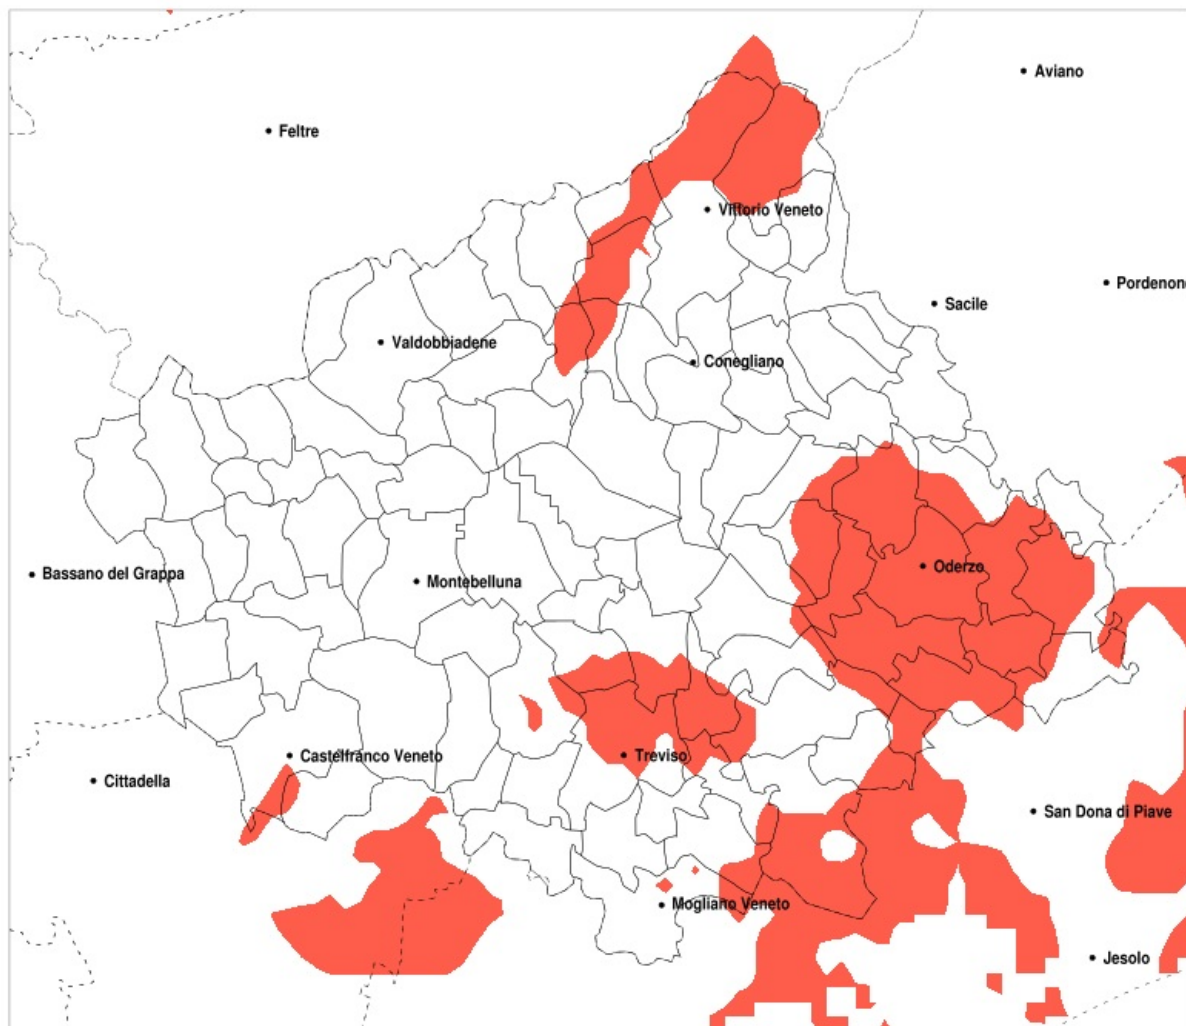 Aviano
Feltre
Vittorio Veneto
Pordenon
Sacile
Valdobbiadene
Conegliano
Oderzo
Bassano del Grappa
Montebelluna
Castelfranco Veneto
Treviso
Cittadella
San Dona di Piave
Mogliano Veneto
Jesolo